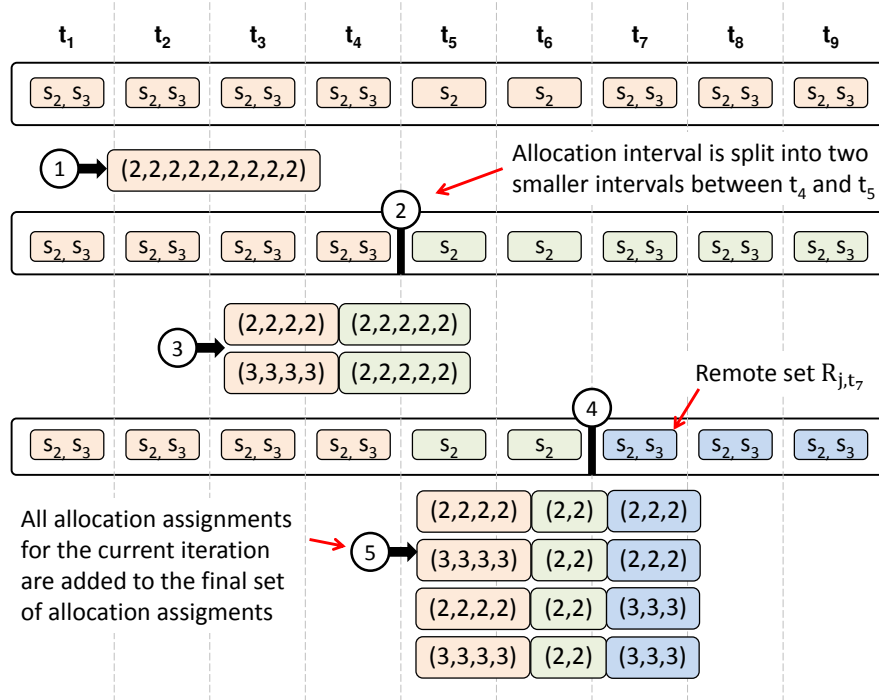 t₁ t₂ t₃ t₄ t₅ t₆ t₇ t₈ t₉
s₂, s₃ s₂, s₃ s₂, s₃ s₂, s₃ s₂ s₂ s₂, s₃ s₂, s₃ s₂, s₃
1 (2,2,2,2,2,2,2,2,2)
Allocation interval is split into two
smaller intervals between t₄ and t₅
2
s₂, s₃ s₂, s₃ s₂, s₃ s₂, s₃ s₂ s₂ s₂, s₃ s₂, s₃ s₂, s₃
3
(2,2,2,2) (2,2,2,2,2)
(3,3,3,3) (2,2,2,2,2)
Remote set R_{j,t₇}
4
s₂, s₃ s₂, s₃ s₂, s₃ s₂, s₃ s₂ s₂ s₂, s₃ s₂, s₃ s₂, s₃
All allocation assignments
for the current iteration
are added to the final set
of allocation assigments
5
(2,2,2,2) (2,2) (2,2,2)
(3,3,3,3) (2,2) (2,2,2)
(2,2,2,2) (2,2) (3,3,3)
(3,3,3,3) (2,2) (3,3,3)